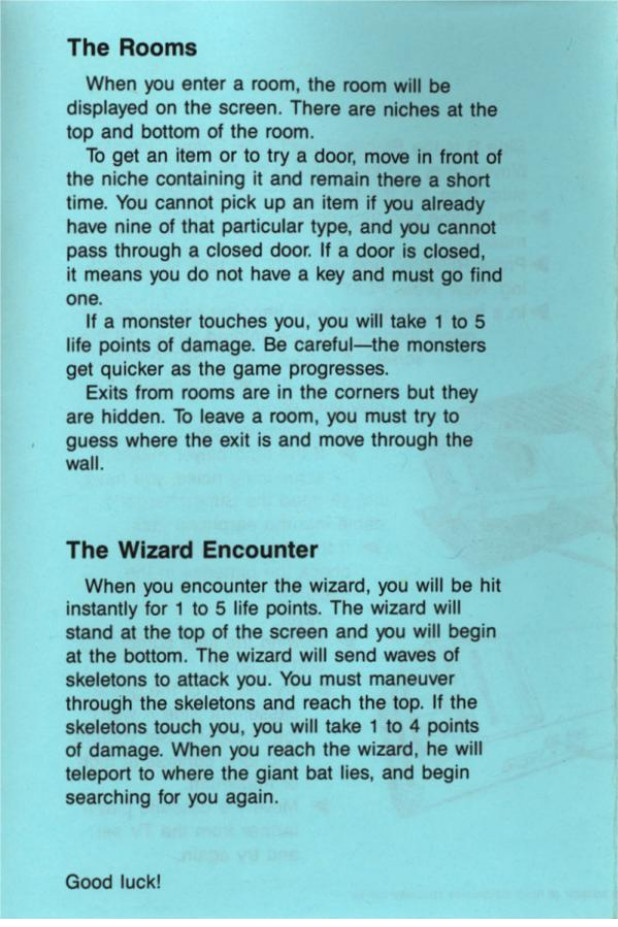 The Rooms
When you enter a room, the room will be
displayed on the screen. There are niches at the
top and bottom of the room.
To get an item or to try a door, move in front of
the niche containing it and remain there a short
time. You cannot pick up an item if you already
have nine of that particular type, and you cannot
pass through a closed door. If a door is closed,
it means you do not have a key and must go find
one.
If a monster touches you, you will take 1 to 5
life points of damage. Be careful—the monsters
get quicker as the game progresses.
Exits from rooms are in the corners but they
are hidden. To leave a room, you must try to
guess where the exit is and move through the
wall.
The Wizard Encounter
When you encounter the wizard, you will be hit
instantly for 1 to 5 life points. The wizard will
stand at the top of the screen and you will begin
at the bottom. The wizard will send waves of
skeletons to attack you. You must maneuver
through the skeletons and reach the top. If the
skeletons touch you, you will take 1 to 4 points
of damage. When you reach the wizard, he will
teleport to where the giant bat lies, and begin
searching for you again.
Good luck!